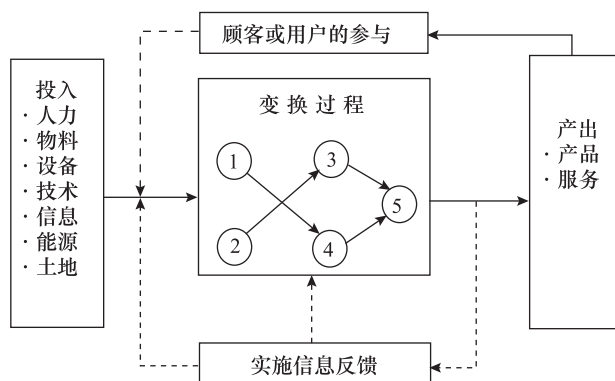 顾客或用户的参与
投入
· 人力
· 物料
· 设备
· 技术
· 信息
· 能源
· 土地
变换过程
1
3
5
2
4
产出
· 产品
· 服务
实施信息反馈